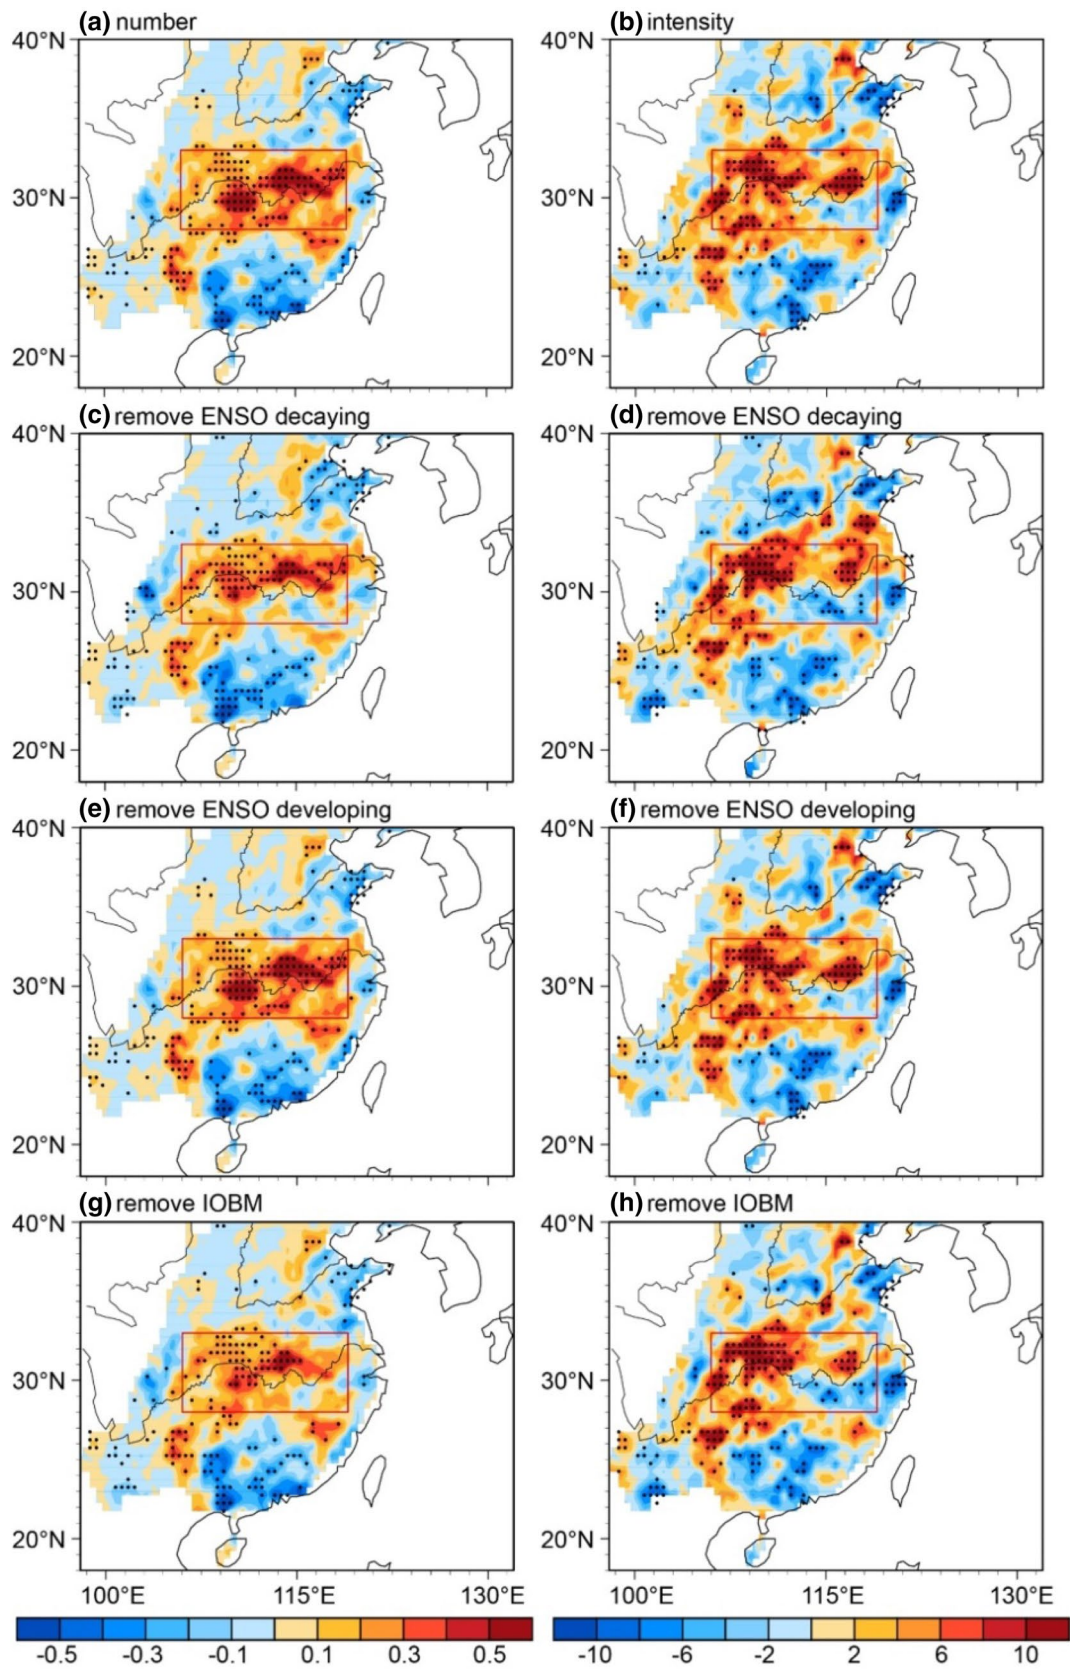 (a) number
(b) intensity
40°N
30°N
20°N
40°N
30°N
20°N
(c) remove ENSO decaying
(d) remove ENSO decaying
40°N
30°N
20°N
40°N
30°N
20°N
(e) remove ENSO developing
(f) remove ENSO developing
40°N
30°N
20°N
40°N
30°N
20°N
(g) remove IOBM
(h) remove IOBM
40°N
30°N
20°N
40°N
30°N
20°N
100°E 115°E 130°E
100°E 115°E 130°E
-0.5 -0.3 -0.1 0.1 0.3 0.5
-10 -6 -2 2 6 10